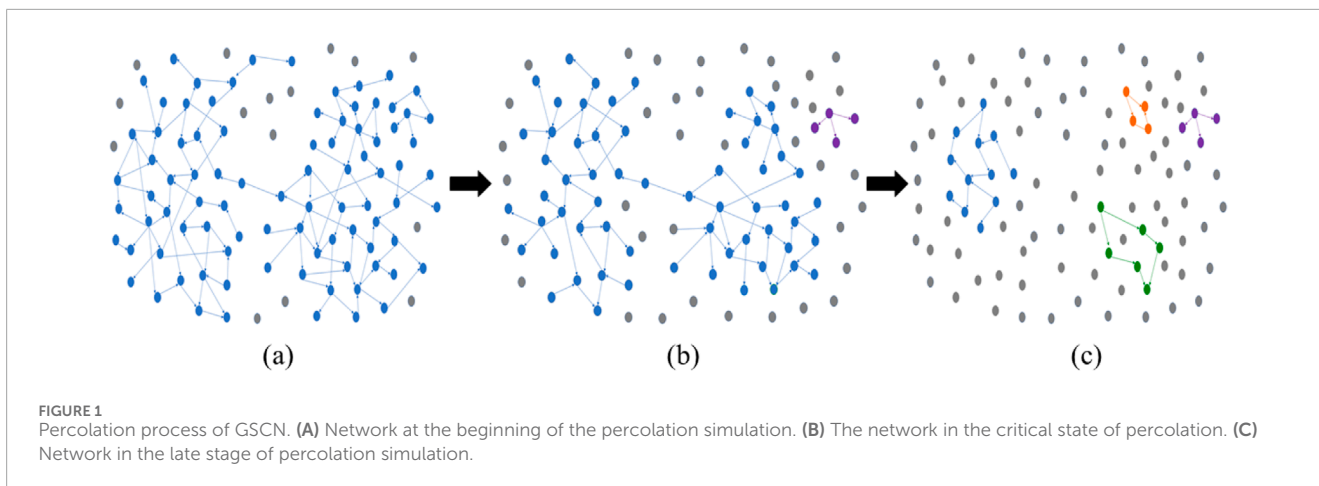 (a)
(b)
(c)
FIGURE 1
Percolation process of GSCN. (A) Network at the beginning of the percolation simulation. (B) The network in the critical state of percolation. (C)
Network in the late stage of percolation simulation.